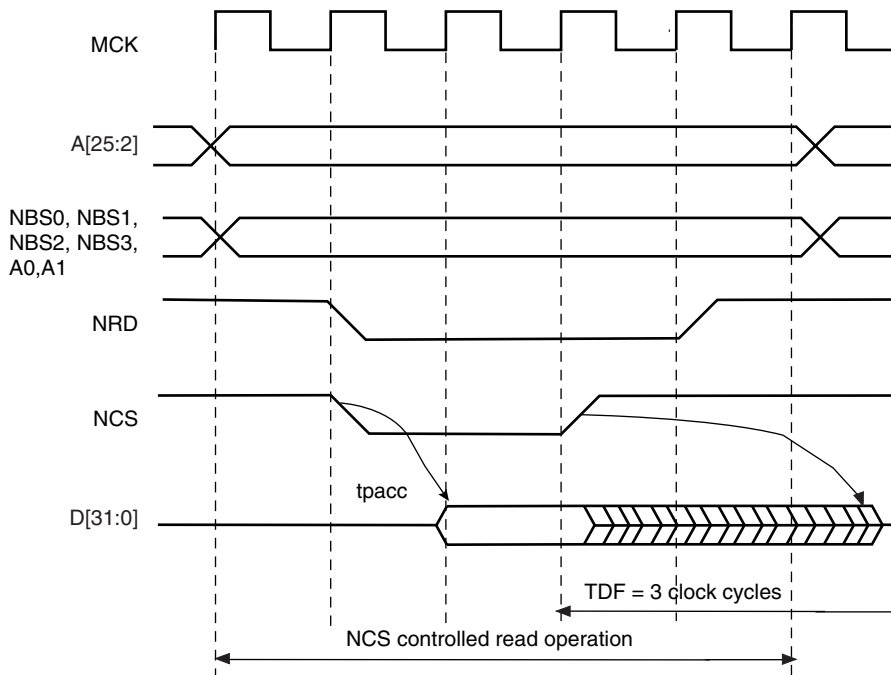 MCK
A[25:2]
NBS0, NBS1,
NBS2, NBS3,
A0,A1
NRD
NCS
tpacc
D[31:0]
TDF = 3 clock cycles
NCS controlled read operation